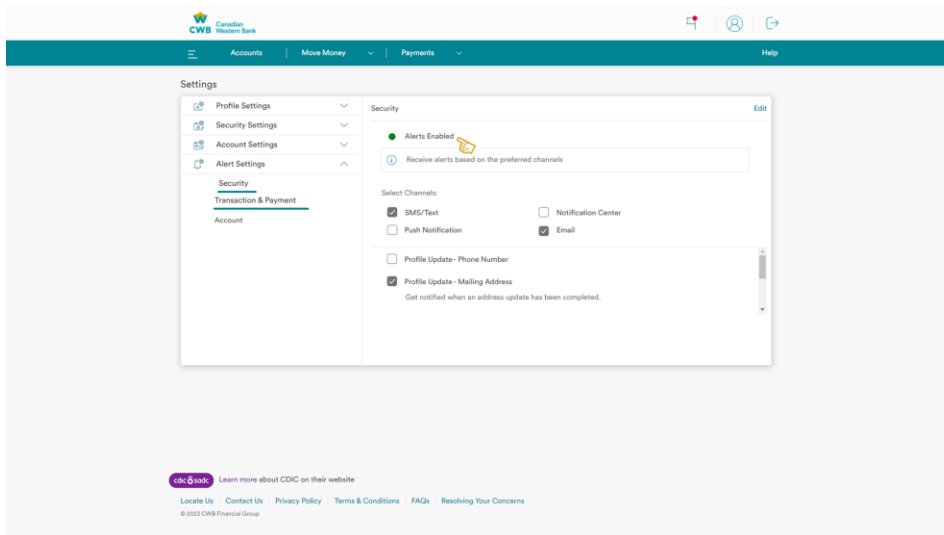 Canadian
CWB Western Bank
Accounts | Move Money | Payments Help
Settings
Profile Settings
Security Settings
Account Settings
Alert Settings
Security
Transaction & Payment
Account
Security Edit
Alerts Enabled
Receive alerts based on the preferred channels
Select Channels:
SMS/Text Notification Center
Push Notification Email
Profile Update - Phone Number
Profile Update - Mailing Address
Get notified when an address update has been completed.
cdic sadc Learn more about CDIC on their website
Locate Us Contact Us Privacy Policy Terms & Conditions FAQs Resolving Your Concerns
© 2023 CWB Financial Group